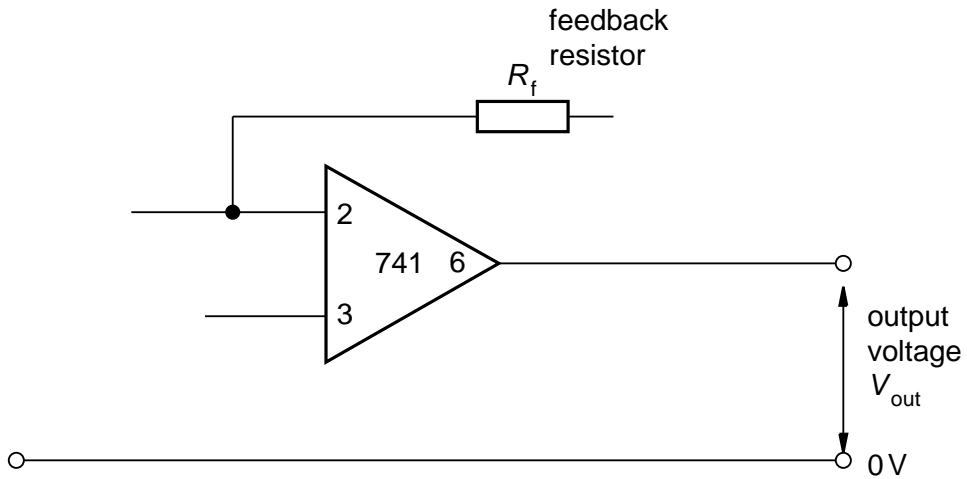 feedback
resistor
R_f
2
741 6
3
output
voltage
V_out
0 V